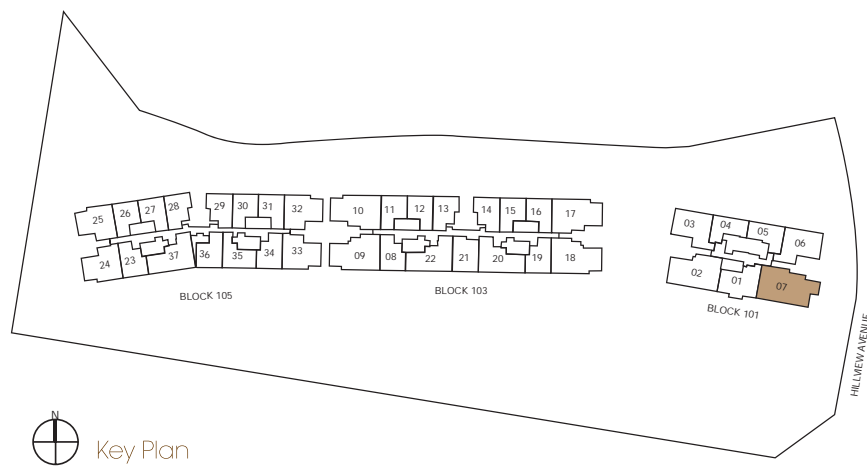 25 26 27 28 29 30 31 32
24 23 37 36 35 34 33
BLOCK 105
10 11 12 13 14 15 16 17
09 08 22 21 20 19 18
BLOCK 103
03 04 05 06
02 01 07
BLOCK 101
HILLVIEW AVENUE
N
Key Plan